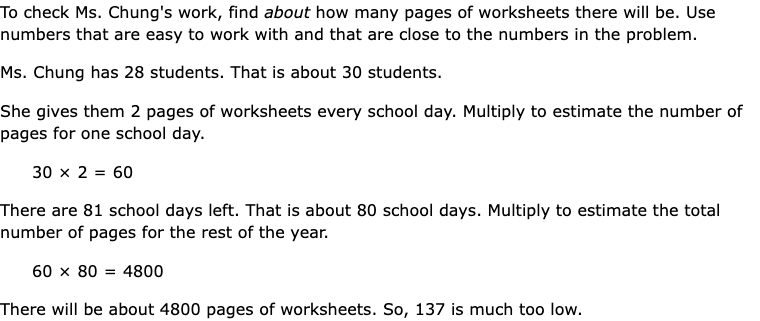 To check Ms. Chung's work, find about how many pages of worksheets there will be. Use
numbers that are easy to work with and that are close to the numbers in the problem.
Ms. Chung has 28 students. That is about 30 students.
She gives them 2 pages of worksheets every school day. Multiply to estimate the number of
pages for one school day.
30 × 2 = 60
There are 81 school days left. That is about 80 school days. Multiply to estimate the total
number of pages for the rest of the year.
60 × 80 = 4800
There will be about 4800 pages of worksheets. So, 137 is much too low.